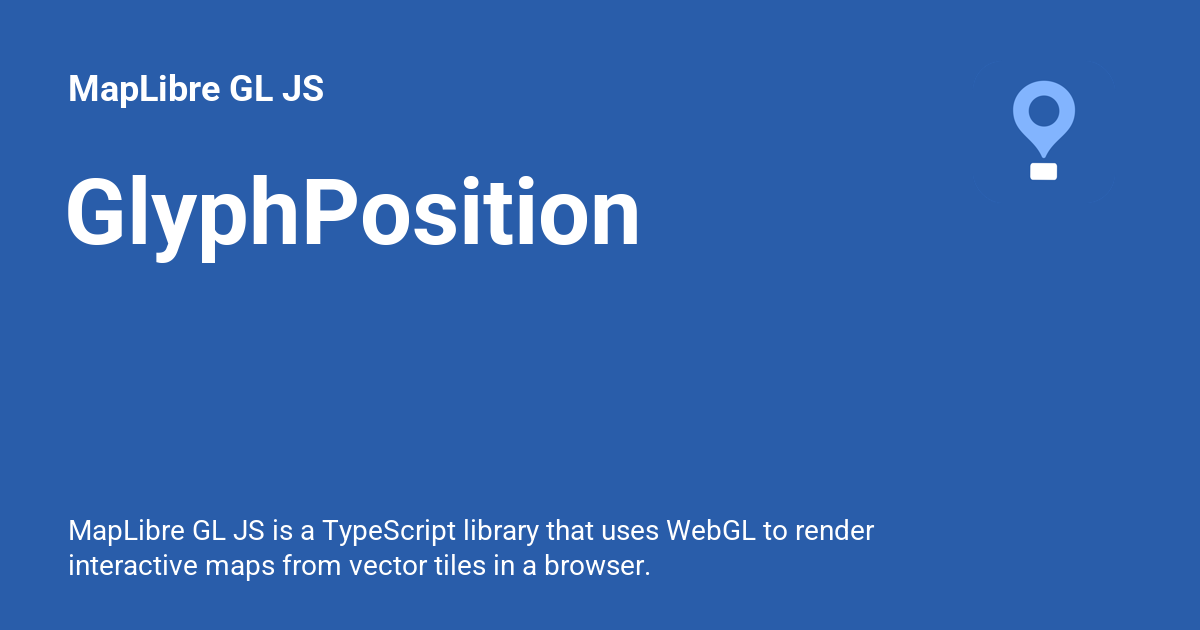 MapLibre GL JS
GlyphPosition
MapLibre GL JS is a TypeScript library that uses WebGL to render
interactive maps from vector tiles in a browser.